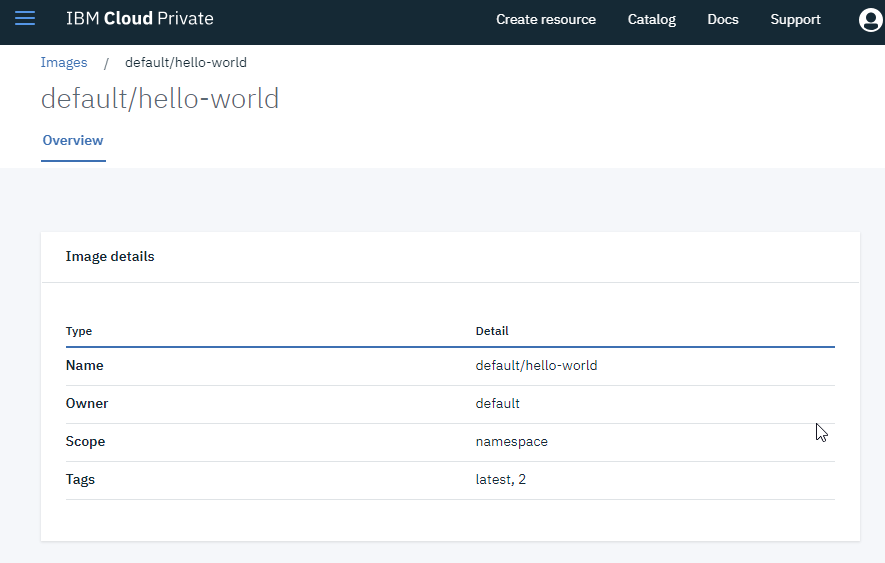 IBM Cloud Private Create resource Catalog Docs Support
Images / default/hello-world
default/hello-world
Overview
Image details
Type Detail
Name default/hello-world
Owner default
Scope namespace
Tags latest, 2